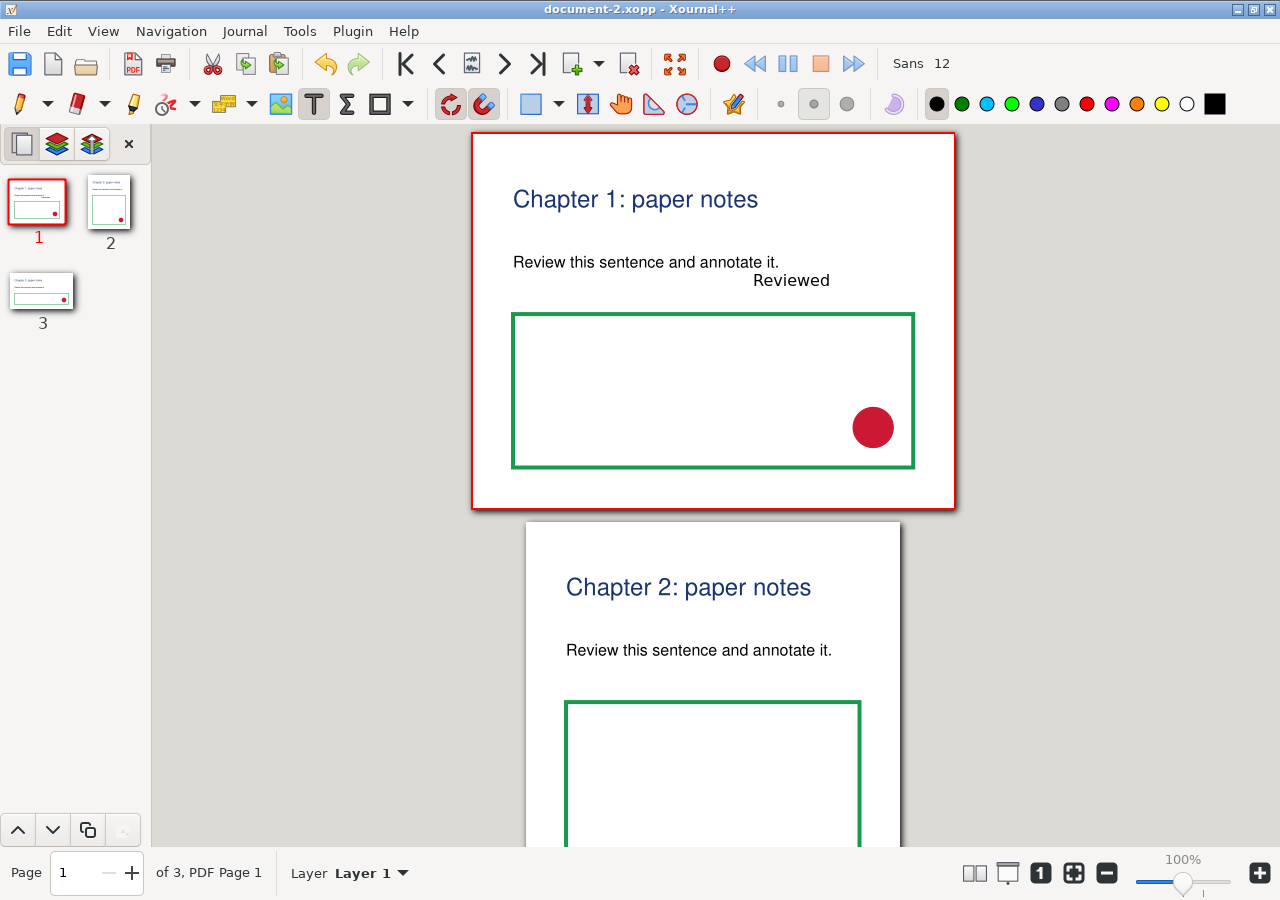 document-2.xopp - Xournal++
File Edit View Navigation Journal Tools Plugin Help
PDF
Sans 12
1
2
3
Chapter 1: paper notes
Review this sentence and annotate it.
Reviewed
Chapter 2: paper notes
Review this sentence and annotate it.
Page 1 of 3, PDF Page 1 Layer Layer 1
1
100%